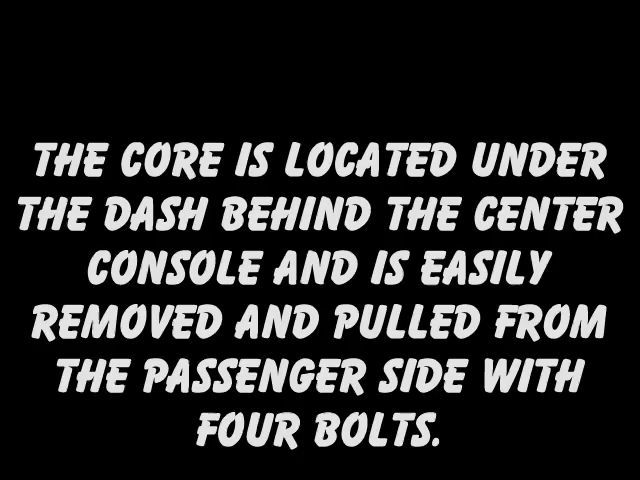 THE CORE IS LOCATED UNDER
THE DASH BEHIND THE CENTER
CONSOLE AND IS EASILY
REMOVED AND PULLED FROM
THE PASSENGER SIDE WITH
FOUR BOLTS.